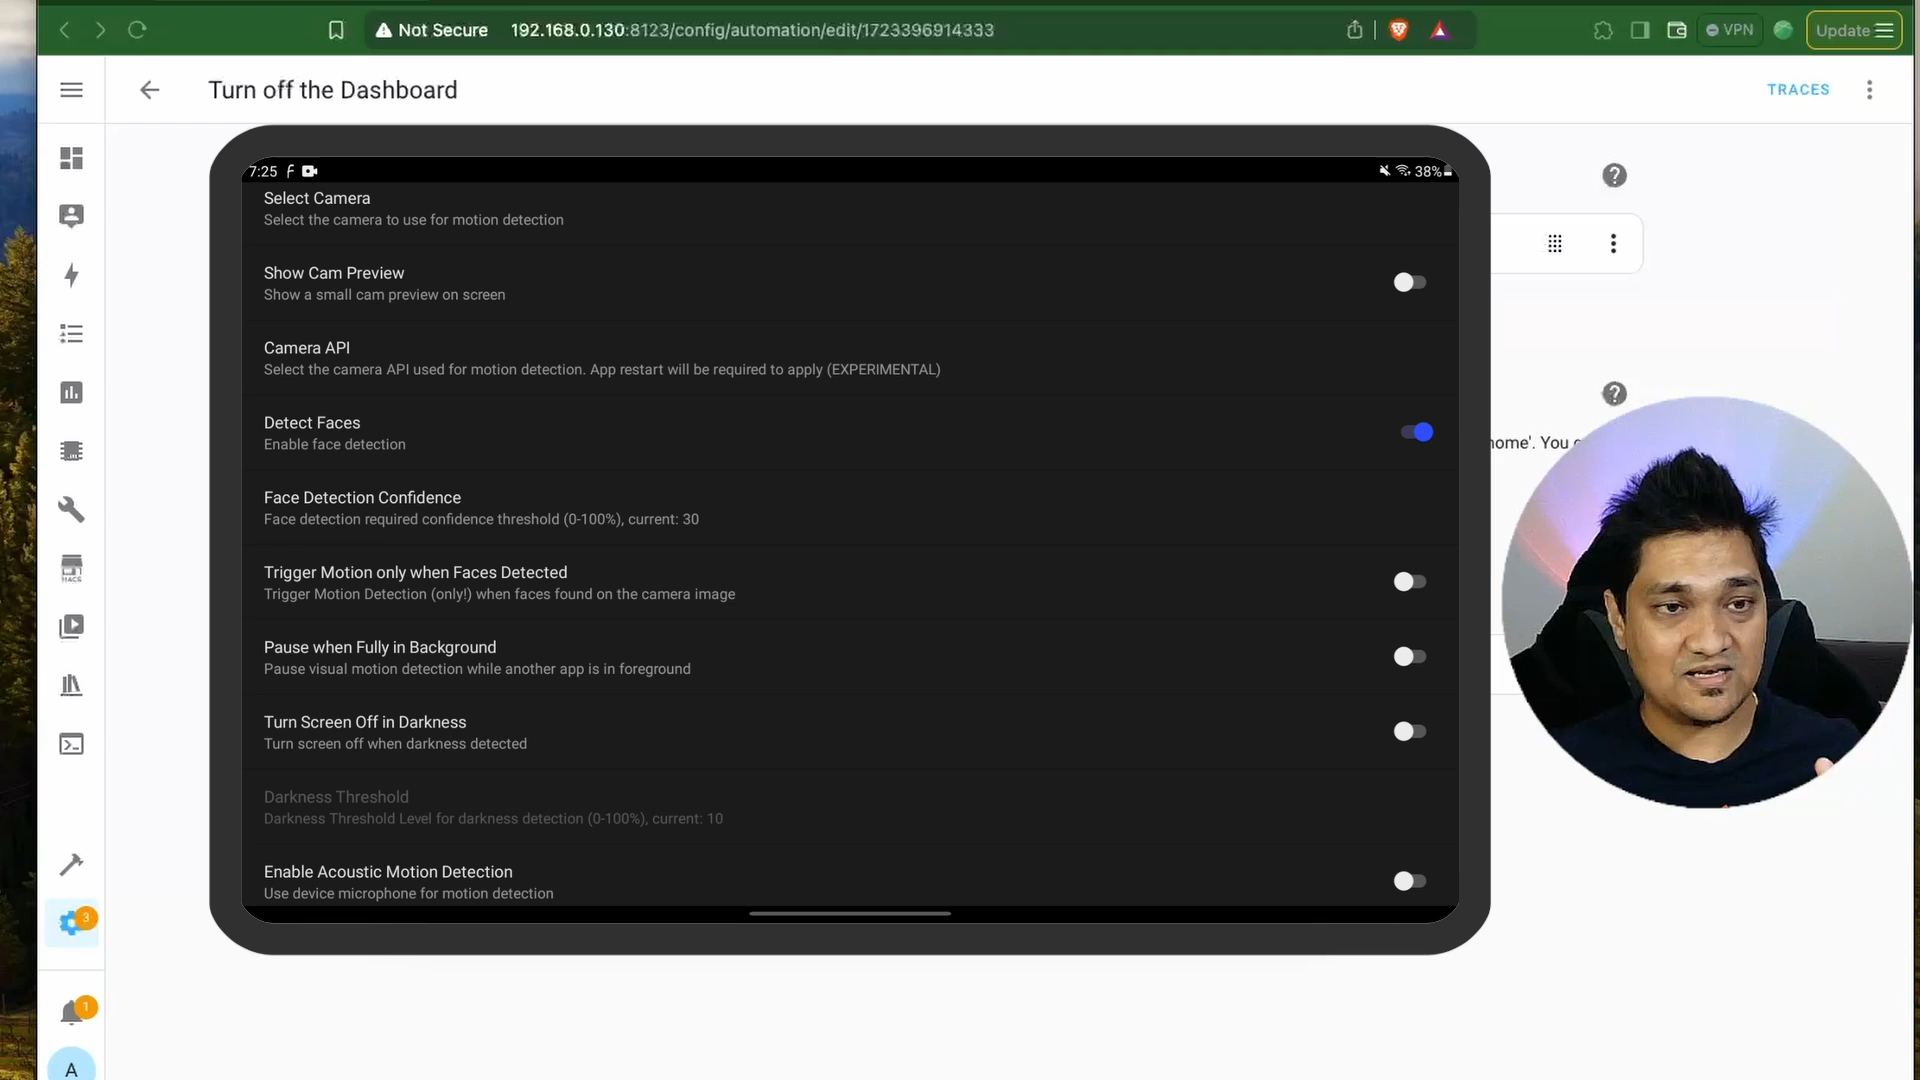 Not Secure 192.168.0.130:8123/config/automation/edit/1723396914333
VPN
Update
Turn off the Dashboard
TRACES
7:25
38%
Select Camera
Select the camera to use for motion detection
Show Cam Preview
Show a small cam preview on screen
Camera API
Select the camera API used for motion detection. App restart will be required to apply (EXPERIMENTAL)
Detect Faces
Enable face detection
home'. You
Face Detection Confidence
Face detection required confidence threshold (0-100%), current: 30
Trigger Motion only when Faces Detected
Trigger Motion Detection (only!) when faces found on the camera image
Pause when Fully in Background
Pause visual motion detection while another app is in foreground
Turn Screen Off in Darkness
Turn screen off when darkness detected
Darkness Threshold
Darkness Threshold Level for darkness detection (0-100%), current: 10
Enable Acoustic Motion Detection
Use device microphone for motion detection
HACS
3
1
A